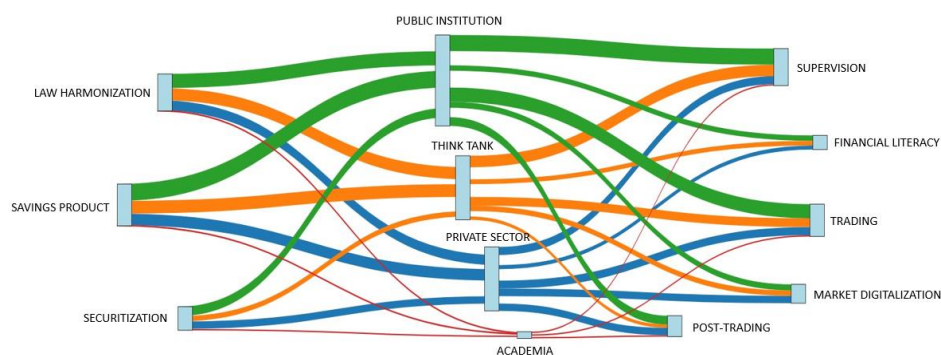 PUBLIC INSTITUTION
SUPERVISION
LAW HARMONIZATION
THINK TANK
FINANCIAL LITERACY
SAVINGS PRODUCT
TRADING
PRIVATE SECTOR
MARKET DIGITALIZATION
SECURITIZATION
POST-TRADING
ACADEMIA